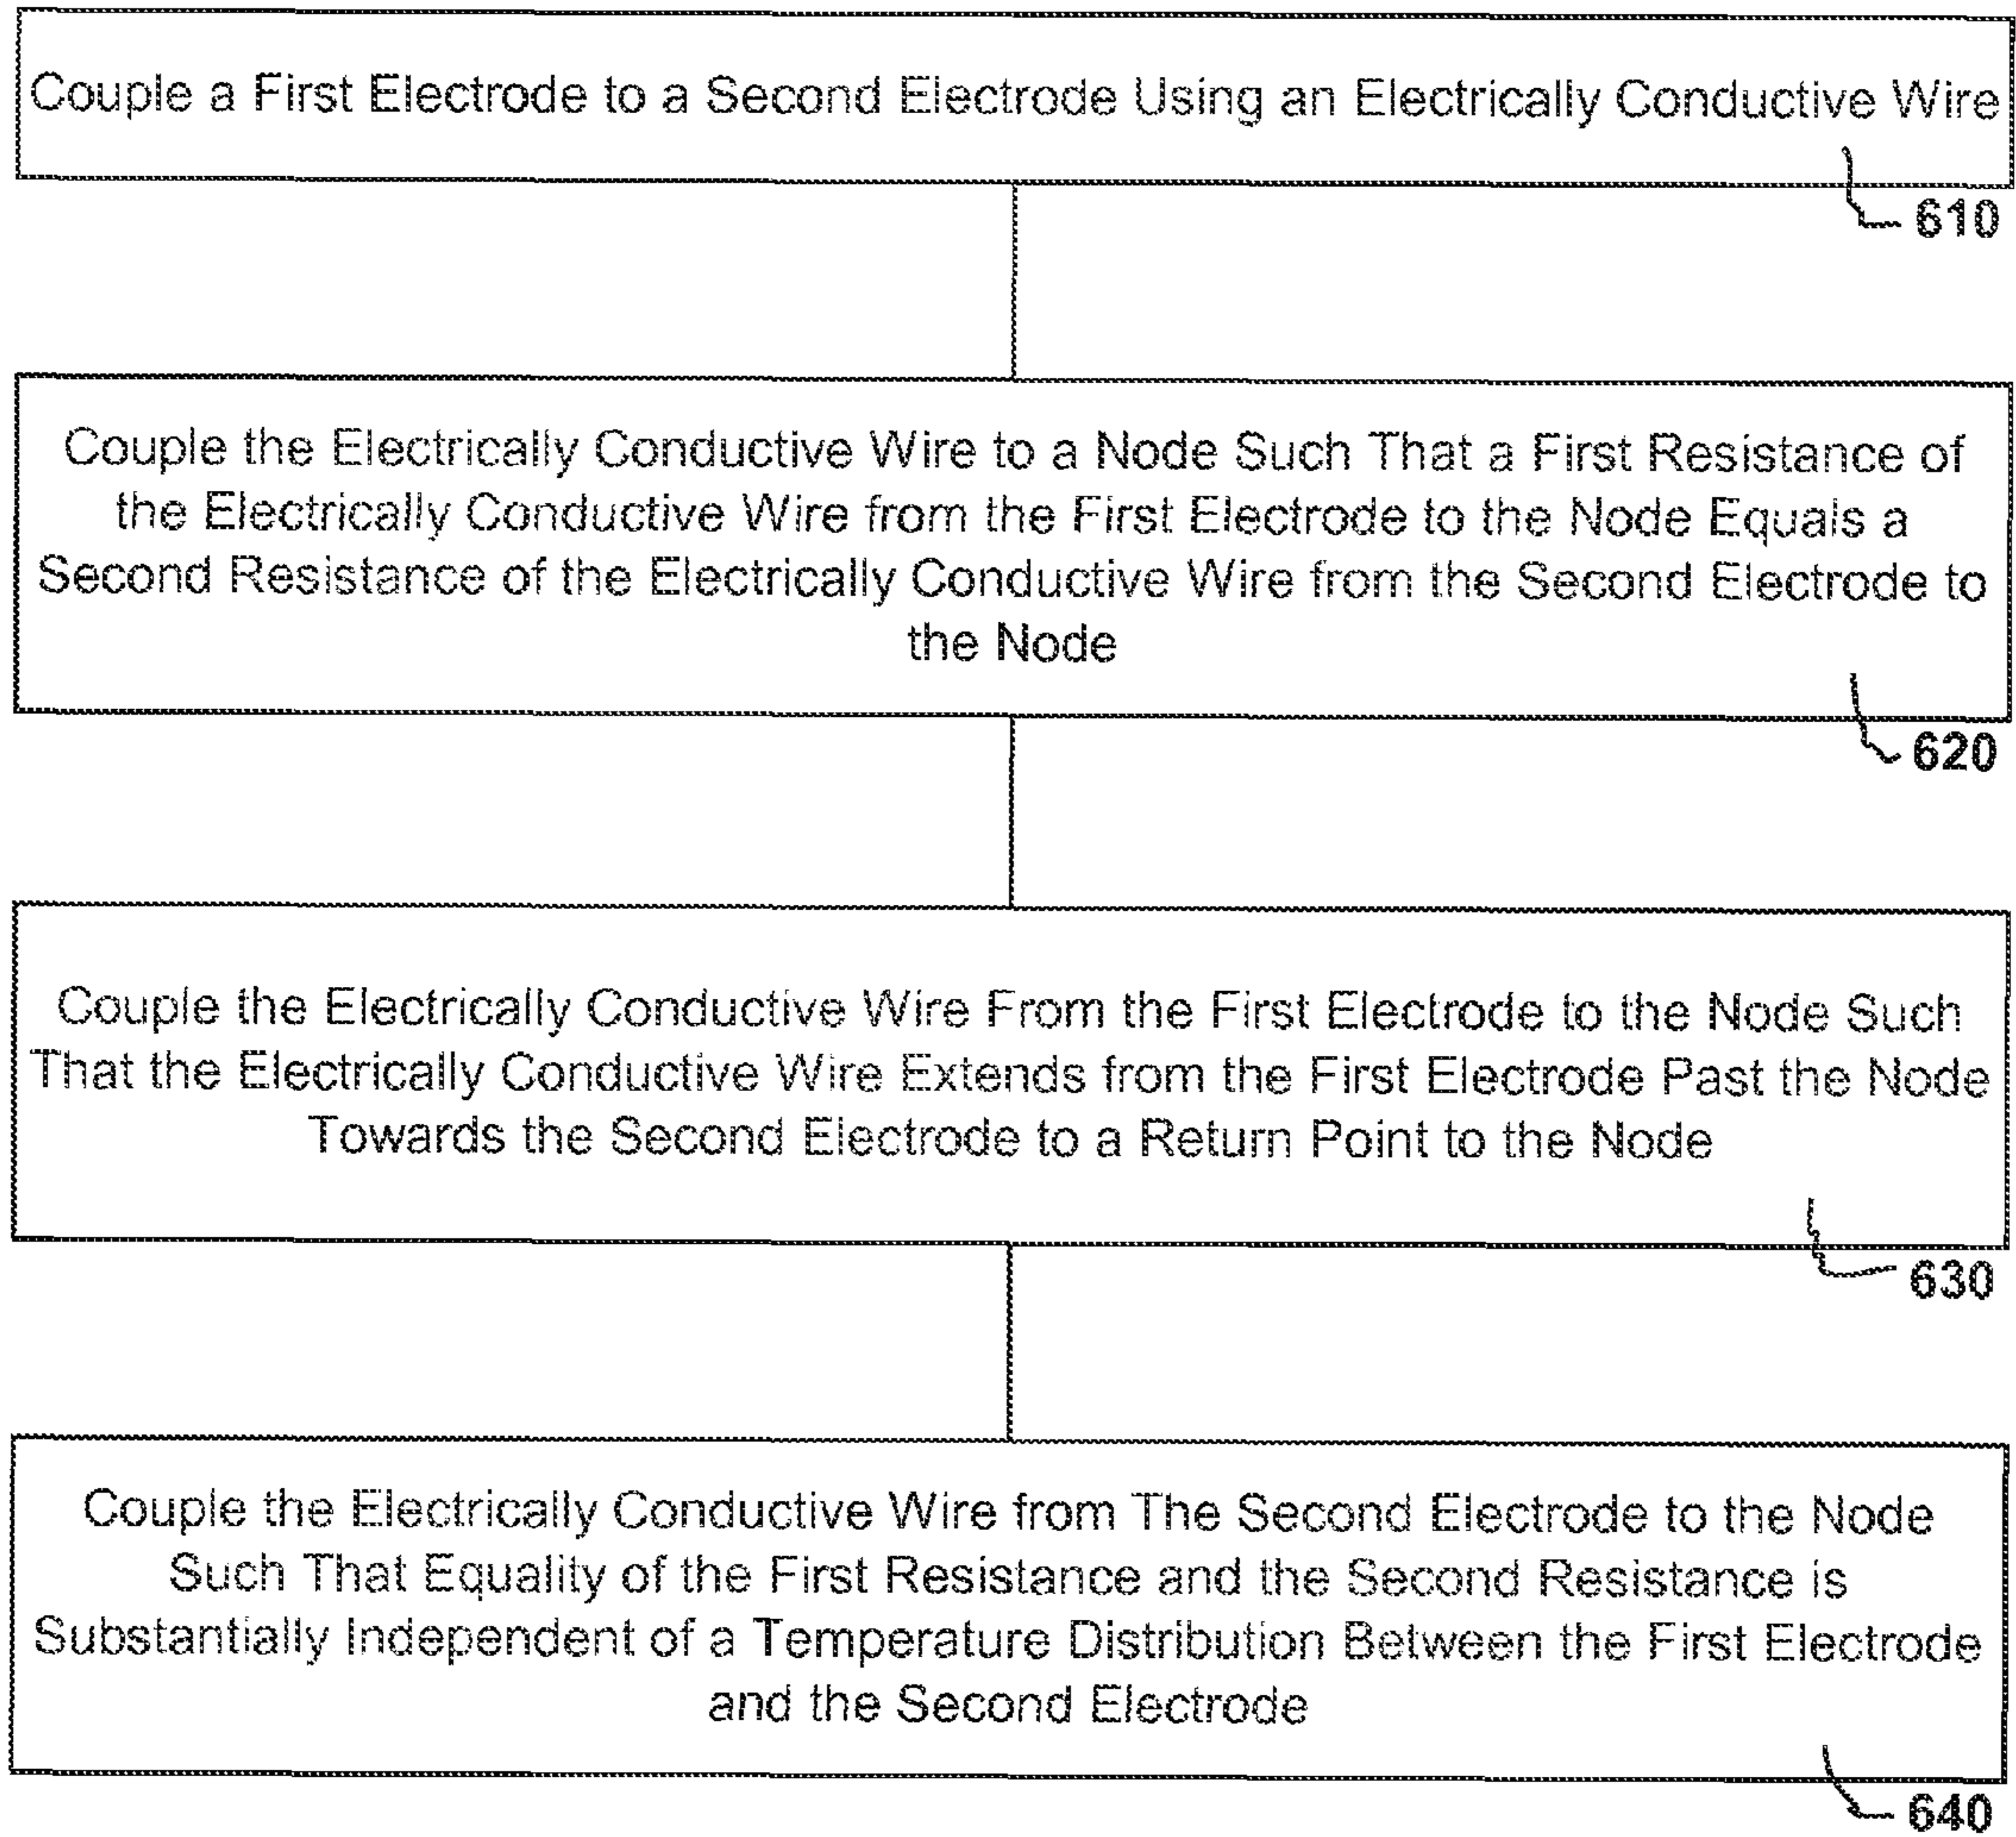 Couple a First Electrode to a Second Electrode Using an Electrically Conductive Wire
610
Couple the Electrically Conductive Wire to a Node Such That a First Resistance of
the Electrically Conductive Wire from the First Electrode to the Node Equals a
Second Resistance of the Electrically Conductive Wire from the Second Electrode to
the Node
620
Couple the Electrically Conductive Wire From the First Electrode to the Node Such
That the Electrically Conductive Wire Extends from the First Electrode Past the Node
Towards the Second Electrode to a Return Point to the Node
630
Couple the Electrically Conductive Wire from The Second Electrode to the Node
Such That Equality of the First Resistance and the Second Resistance is
Substantially Independent of a Temperature Distribution Between the First Electrode
and the Second Electrode
640